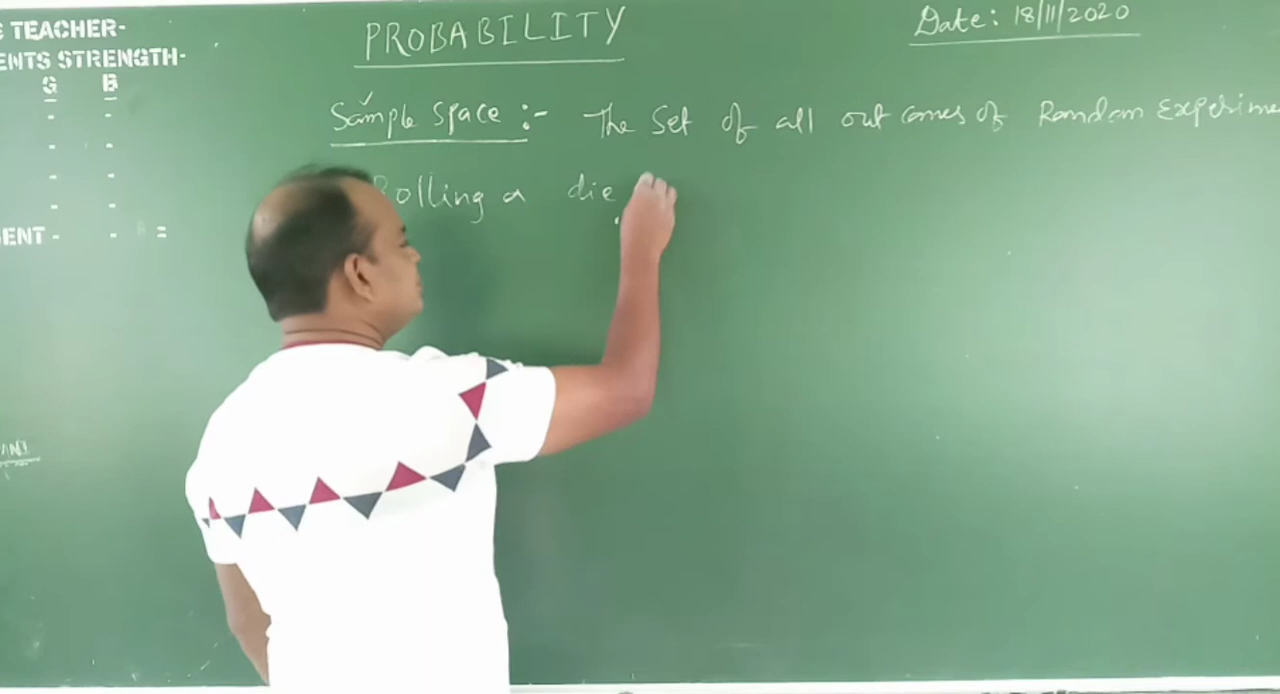 PROBABILITY
Date: 18/11/2020
TEACHER-
ENTS STRENGTH-
G B
Sample Space :- The Set of all out comes of Random Experime
Rolling a die
ENT - - =